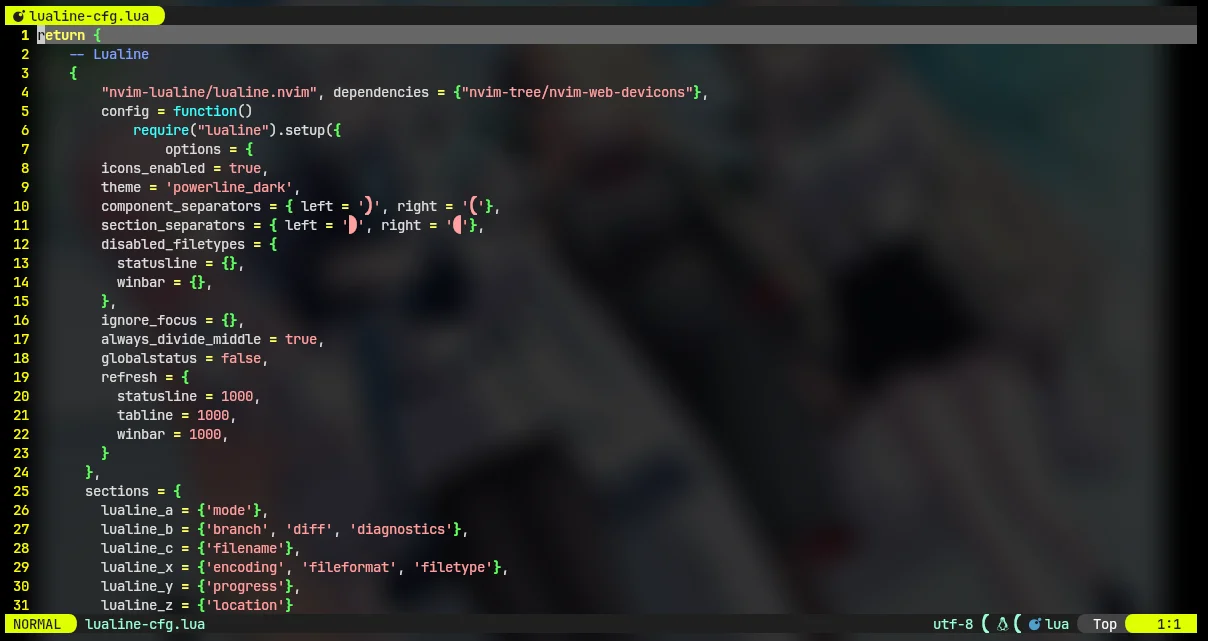 lualine-cfg.lua
1 return {
2 -- Lualine
3 {
4 "nvim-lualine/lualine.nvim", dependencies = {"nvim-tree/nvim-web-devicons"},
5 config = function()
6 require("lualine").setup({
7 options = {
8 icons_enabled = true,
9 theme = 'powerline_dark',
10 component_separators = { left = '', right = ''},
11 section_separators = { left = '', right = ''},
12 disabled_filetypes = {
13 statusline = {},
14 winbar = {},
15 },
16 ignore_focus = {},
17 always_divide_middle = true,
18 globalstatus = false,
19 refresh = {
20 statusline = 1000,
21 tabline = 1000,
22 winbar = 1000,
23 }
24 },
25 sections = {
26 lualine_a = {'mode'},
27 lualine_b = {'branch', 'diff', 'diagnostics'},
28 lualine_c = {'filename'},
29 lualine_x = {'encoding', 'fileformat', 'filetype'},
30 lualine_y = {'progress'},
31 lualine_z = {'location'}
NORMAL lualine-cfg.lua utf-8 lua Top 1:1